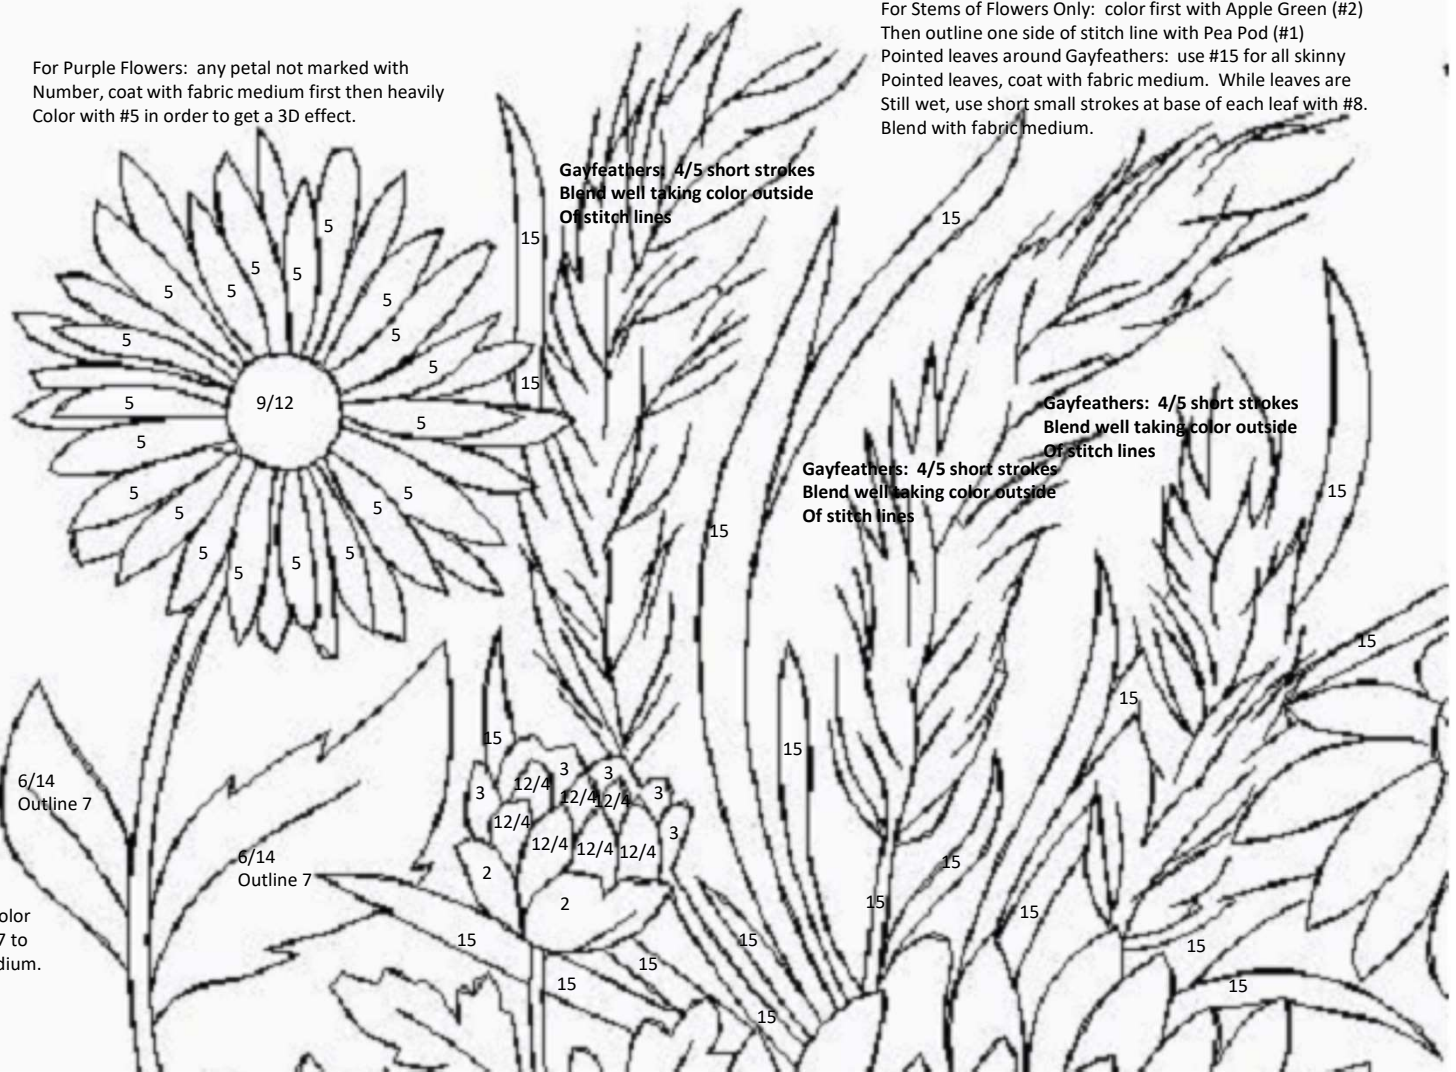 For Stems of Flowers Only: color first with Apple Green (#2)
Then outline one side of stitch line with Pea Pod (#1)
Pointed leaves around Gayfeathers: use #15 for all skinny
Pointed leaves, coat with fabric medium. While leaves are
Still wet, use short small strokes at base of each leaf with #8.
Blend with fabric medium.
For Purple Flowers: any petal not marked with
Number, coat with fabric medium first then heavily
Color with #5 in order to get a 3D effect.
Gayfeathers: 4/5 short strokes
Blend well taking color outside
Of stitch lines
15
15
5
5
5
5
5
5
5
5
15
5
9/12
5
5
5
Gayfeathers: 4/5 short strokes
Blend well taking color outside
Of stitch lines
Gayfeathers: 4/5 short strokes
Blend well taking color outside
Of stitch lines
15
5
5
5
5
5
15
5
5
5
5
15
15
15
15
3
3
12/4
3
12/4
12/4
3
12/4
3
12/4
12/4
12/4
6/14
Outline 7
6/14
Outline 7
2
2
15
15
15
olor
7 to
dium.
15
15
15
15
15
15
15